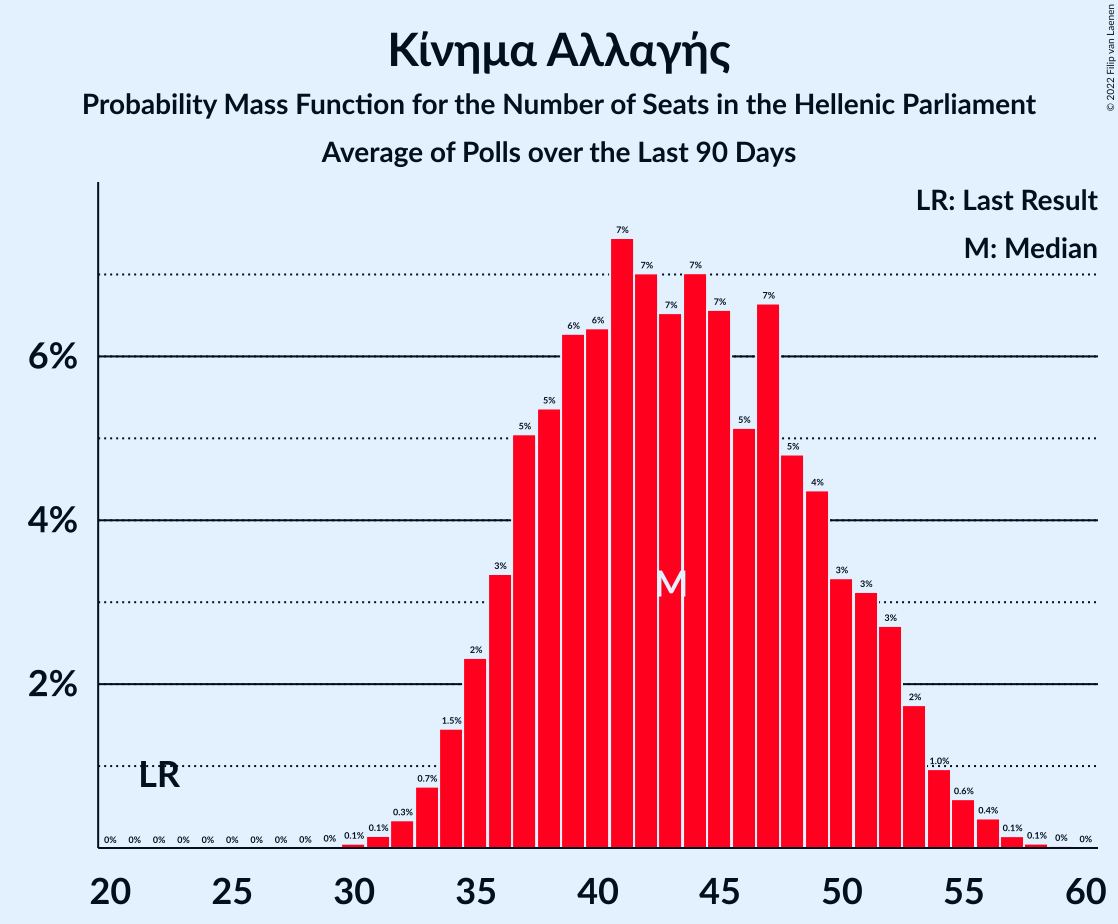 Κίνημα Αλλαγής
Probability Mass Function for the Number of Seats in the Hellenic Parliament
Average of Polls over the Last 90 Days
© 2022 Filip van Laenen
LR: Last Result
M: Median
6%
4%
2%
0% 0% 0% 0% 0% 0% 0% 0% 0% 0% 0.1% 0.1% 0.3% 0.7% 1.5% 2% 3% 5% 5% 6% 6% 7% 7% 7% 7% 7% 5% 7% 5% 4% 3% 3% 3% 2% 1.0% 0.6% 0.4% 0.1% 0.1% 0% 0%
M
LR
20 25 30 35 40 45 50 55 60